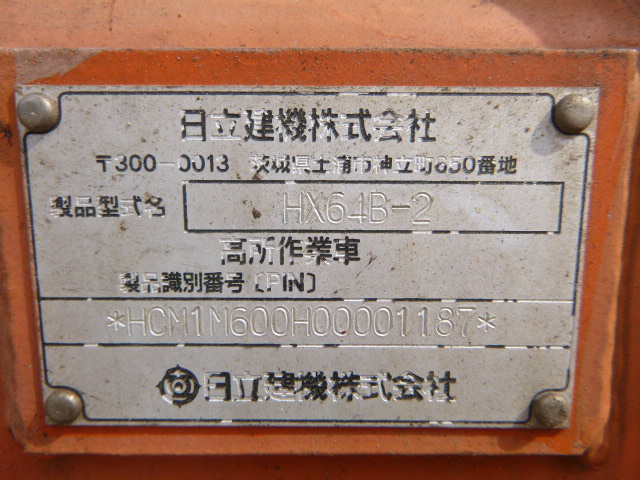 日立建機株式会社
〒300-0013 茨城県土浦市神立町650番地
製品型式名 HX64B-2
高所作業車
製品識別番号〔PIN〕
*HCM1M600H00001187*
日立建機株式会社